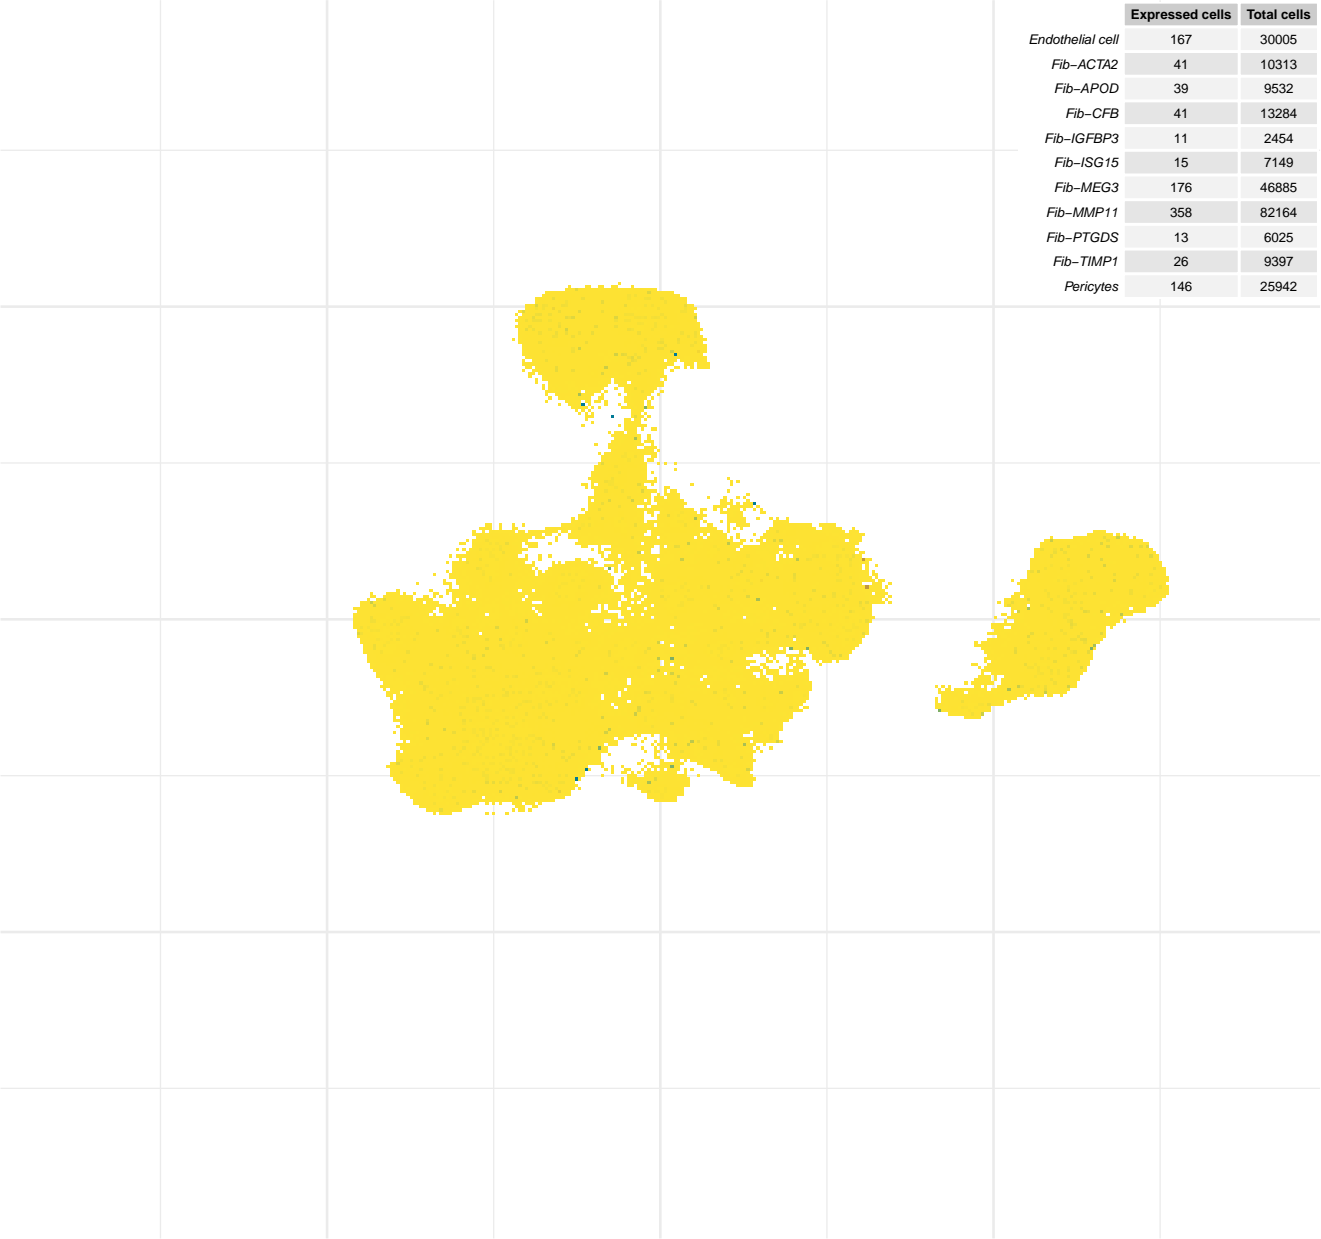 Expressed cells Total cells
Endothelial cell 167 30005
Fib−ACTA2 41 10313
Fib−APOD 39 9532
Fib−CFB 41 13284
Fib−IGFBP3 11 2454
Fib−ISG15 15 7149
Fib−MEG3 176 46885
Fib−MMP11 358 82164
Fib−PTGDS 13 6025
Fib−TIMP1 26 9397
Pericytes 146 25942